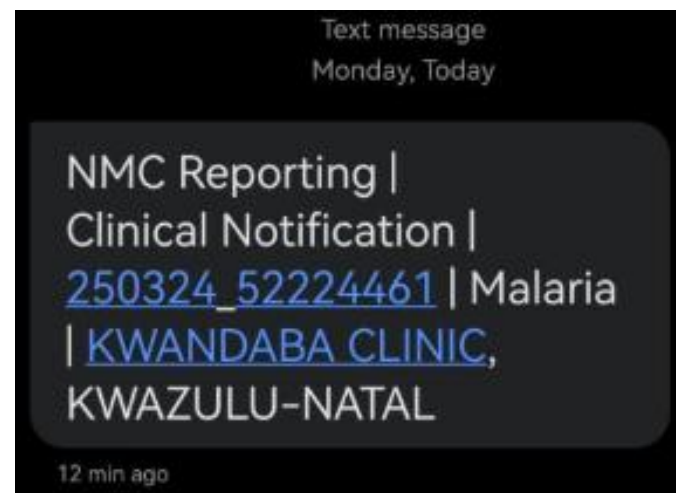 Text message
Monday, Today
NMC Reporting |
Clinical Notification |
250324_52224461 | Malaria
| KWANDABA CLINIC,
KWAZULU-NATAL
12 min ago